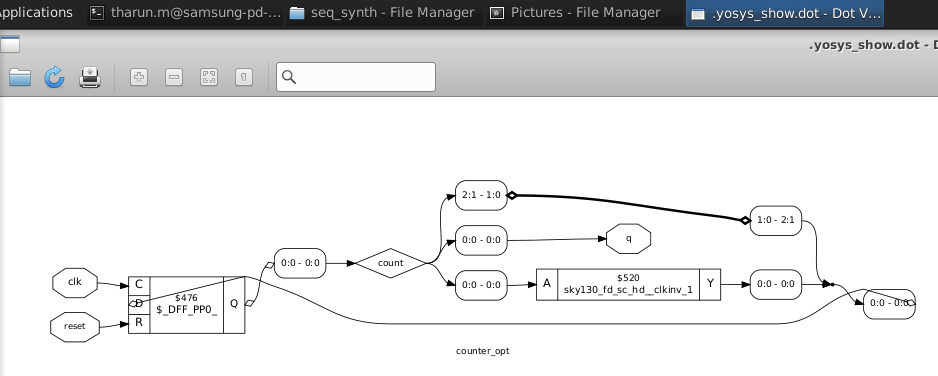 pplications
tharun.m@samsung-pd-...
seq_synth - File Manager
Pictures - File Manager
.yosys_show.dot - Dot V...
.yosys_show.dot - D
1
2:1 - 1:0
1:0 - 2:1
0:0 - 0:0
q
0:0 - 0:0
count
clk
C
D
R
$476
$_DFF_PP0_
Q
reset
0:0 - 0:0
A
$520
sky130_fd_sc_hd__clkinv_1
Y
0:0 - 0:0
0:0 - 0:0
counter_opt